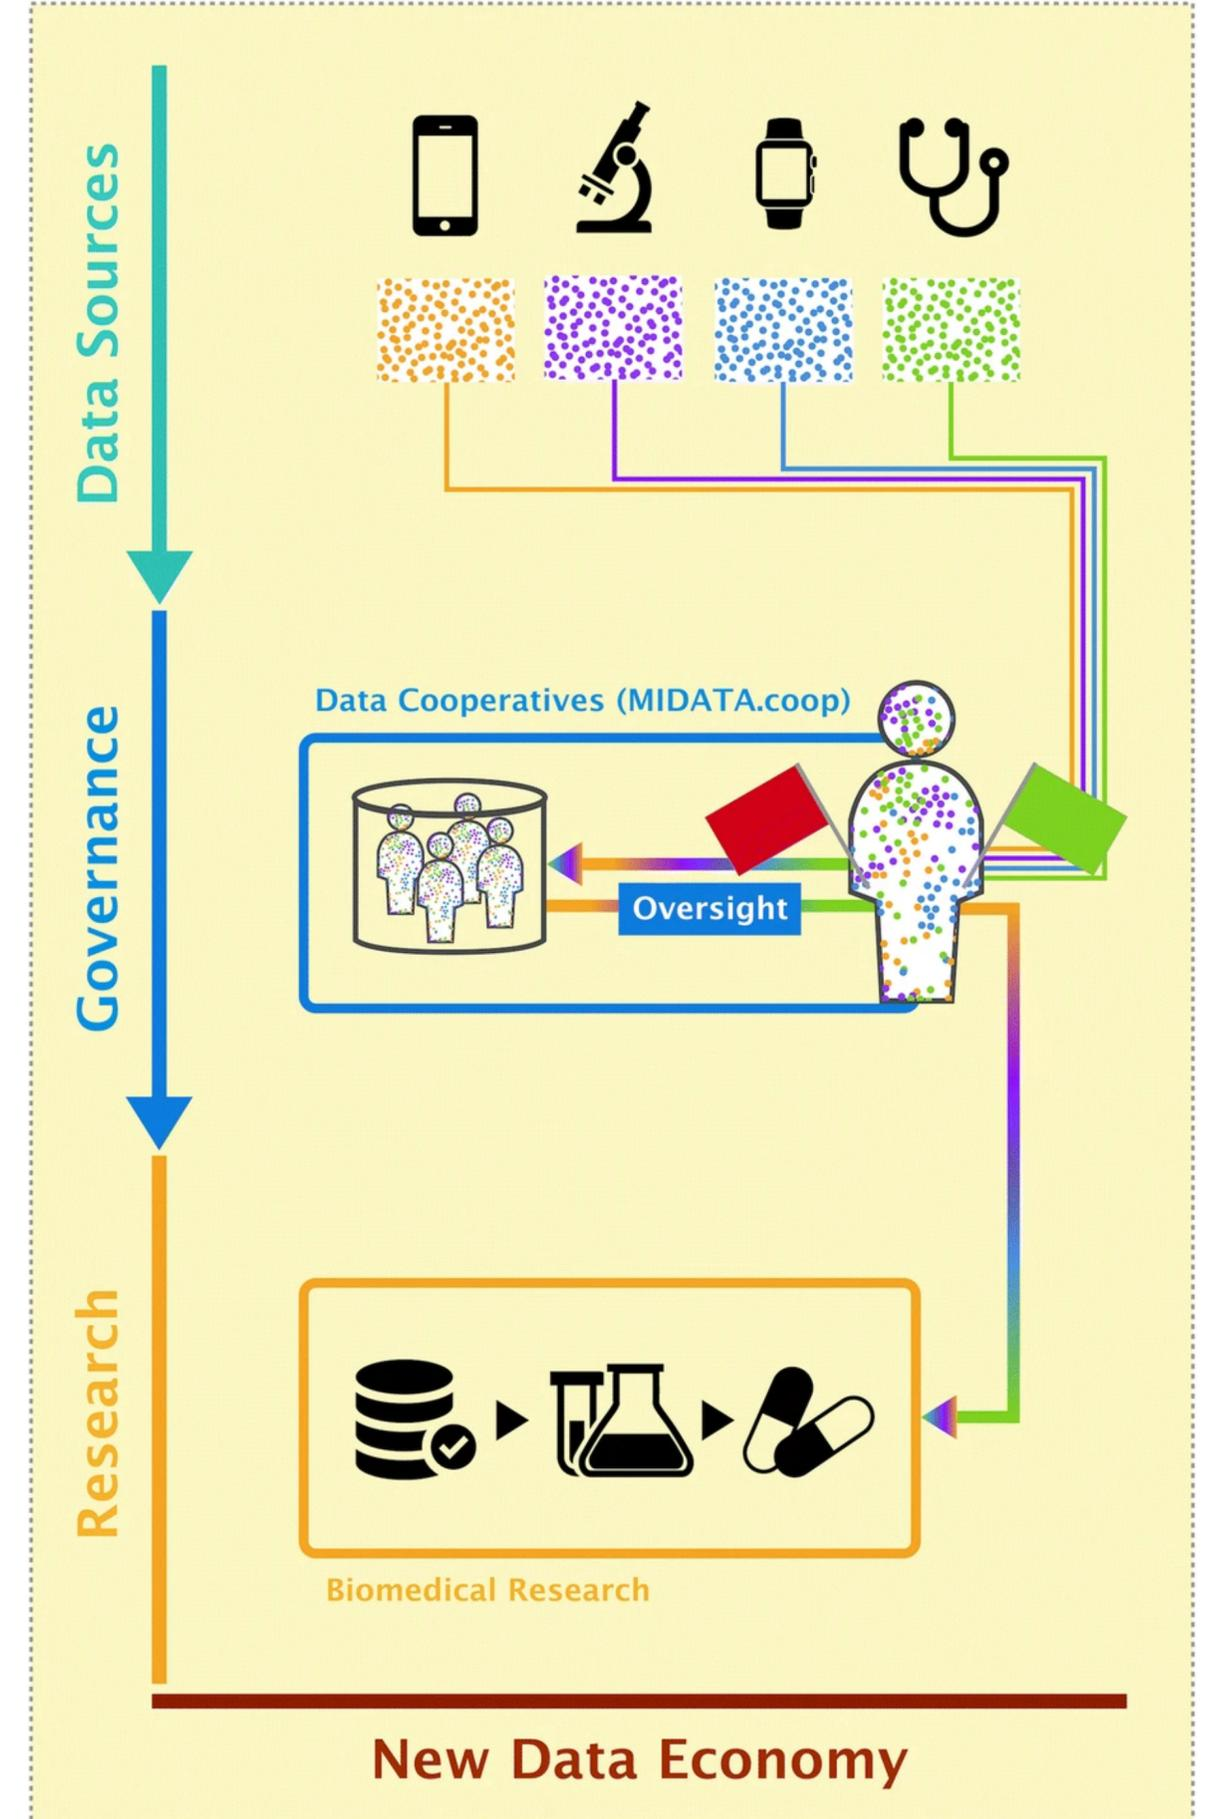 Data Sources
Data Cooperatives (MIDATA.coop)
Governance
Oversight
Research
Biomedical Research
New Data Economy